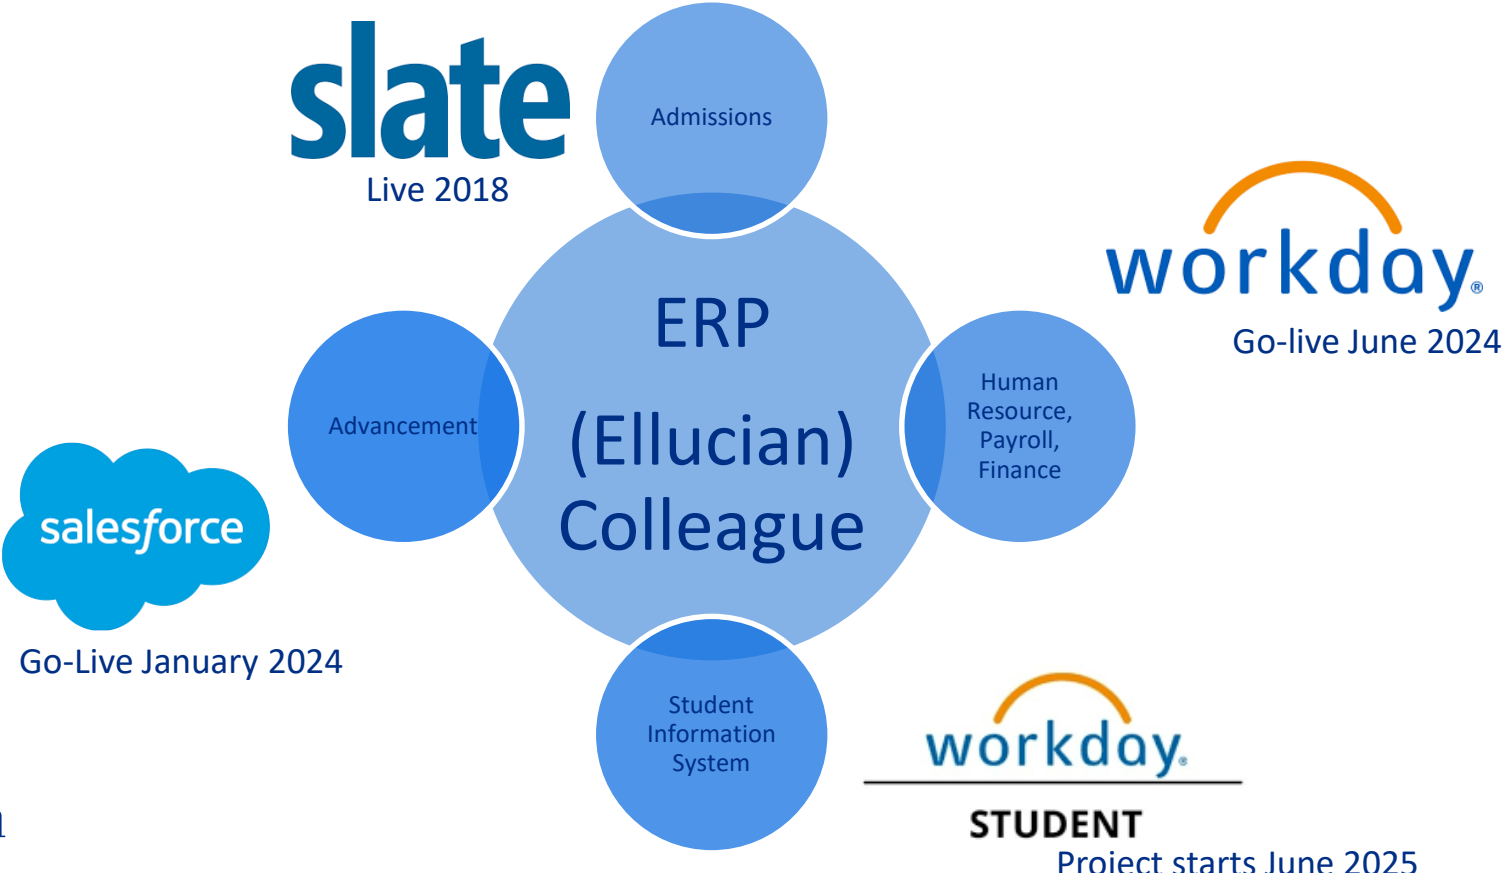 slate
Live 2018
Admissions
workday®
Go-live June 2024
ERP
(Ellucian)
Colleague
Human
Resource,
Payroll,
Finance
Advancement
salesforce
Go-Live January 2024
Student
Information
System
workday®
STUDENT
Project starts June 2025